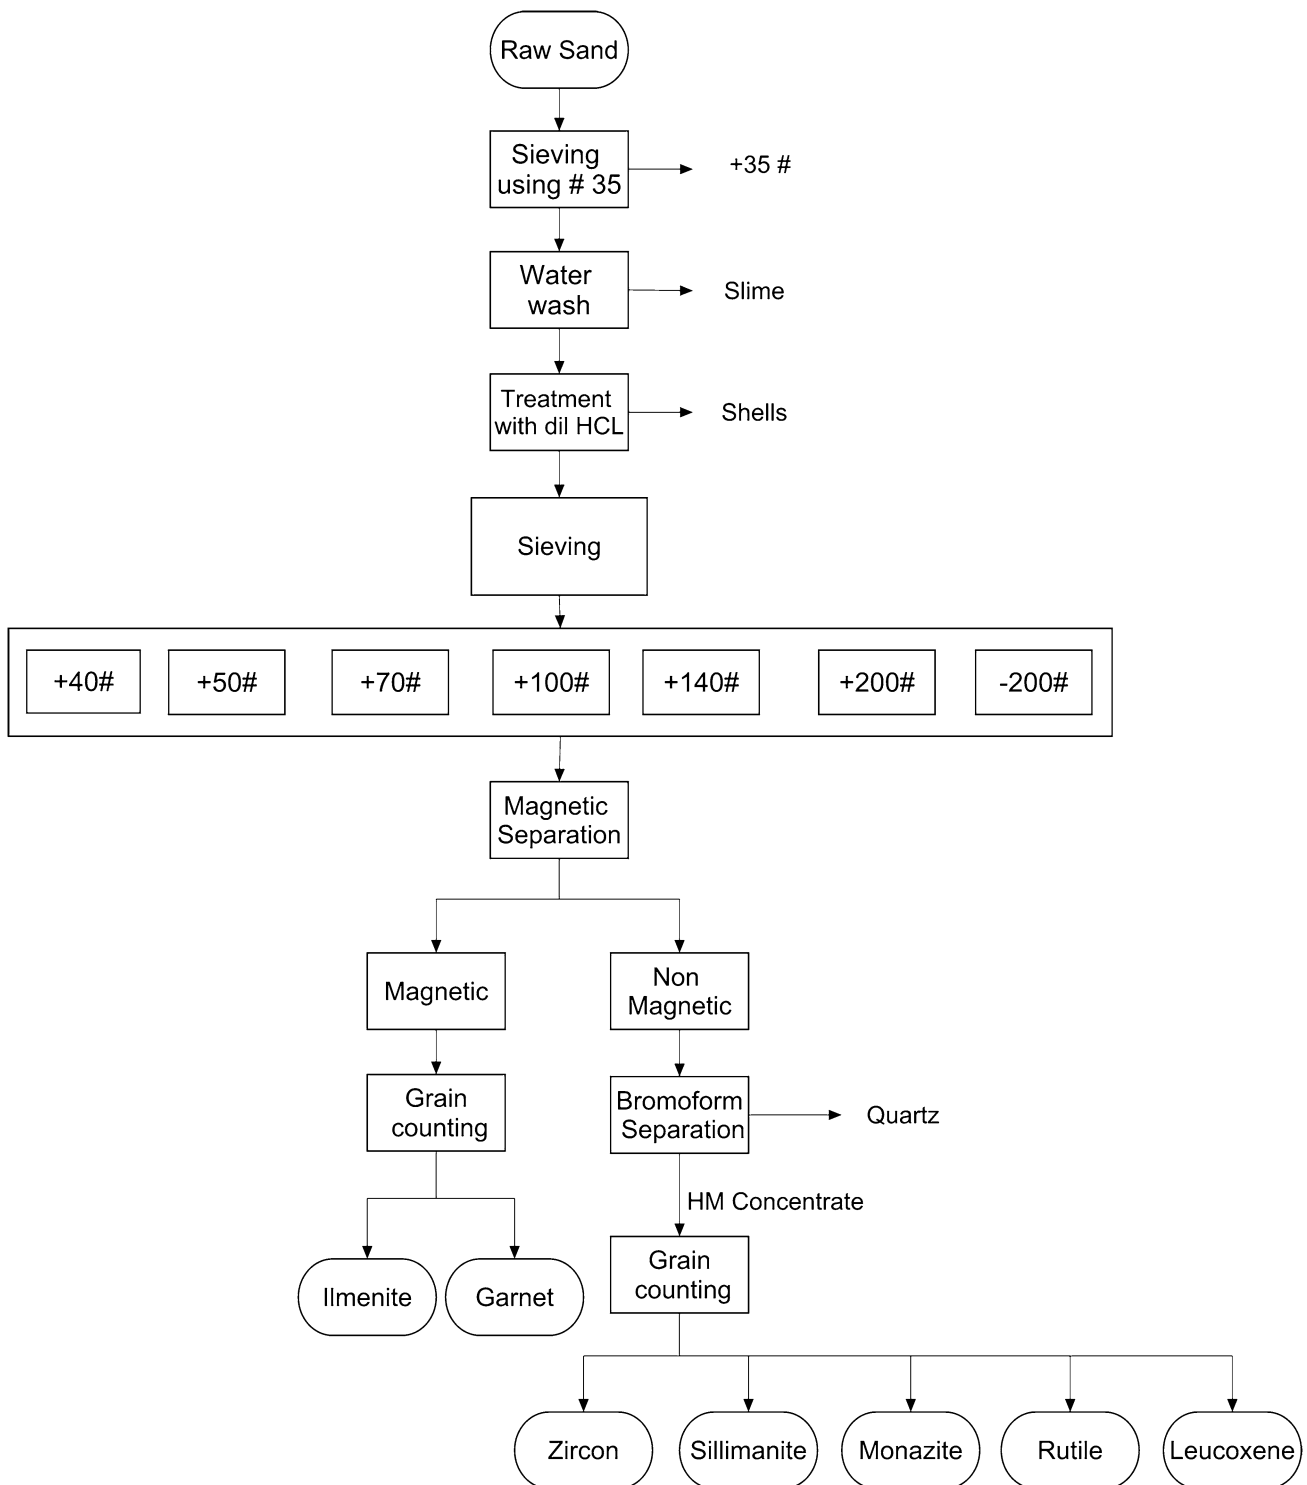 Raw Sand
Sieving
using # 35
+35 #
Water
wash
Slime
Treatment
with dil HCL
Shells
Sieving
+40#
+50#
+70#
+100#
+140#
+200#
-200#
Magnetic
Separation
Magnetic
Non
Magnetic
Grain
counting
Bromoform
Separation
Quartz
HM Concentrate
Ilmenite
Garnet
Grain
counting
Zircon
Sillimanite
Monazite
Rutile
Leucoxene